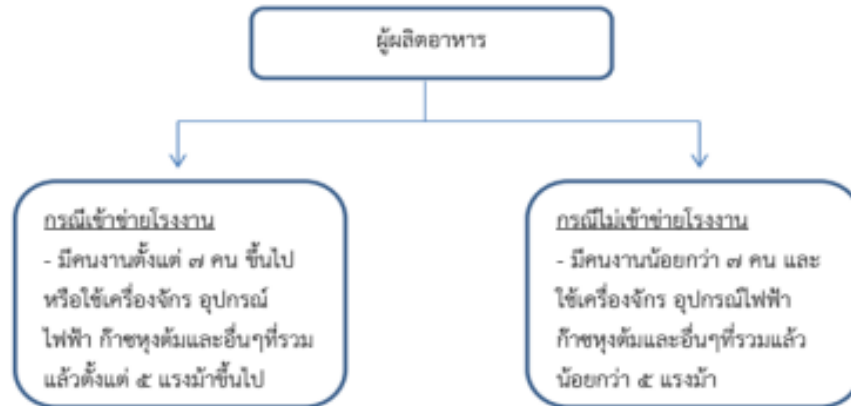 ผู้ผลิตอาหาร
กรณีเข้าข่ายโรงงาน
- มีคนงานตั้งแต่ ๗ คน ขึ้นไป
หรือใช้เครื่องจักร อุปกรณ์
ไฟฟ้า ก๊าซหุงต้มและอื่นๆที่รวม
แล้วตั้งแต่ ๕ แรงม้าขึ้นไป
กรณีไม่เข้าข่ายโรงงาน
- มีคนงานน้อยกว่า ๗ คน และ
ใช้เครื่องจักร อุปกรณ์ไฟฟ้า
ก๊าซหุงต้มและอื่นๆที่รวมแล้ว
น้อยกว่า ๕ แรงม้า